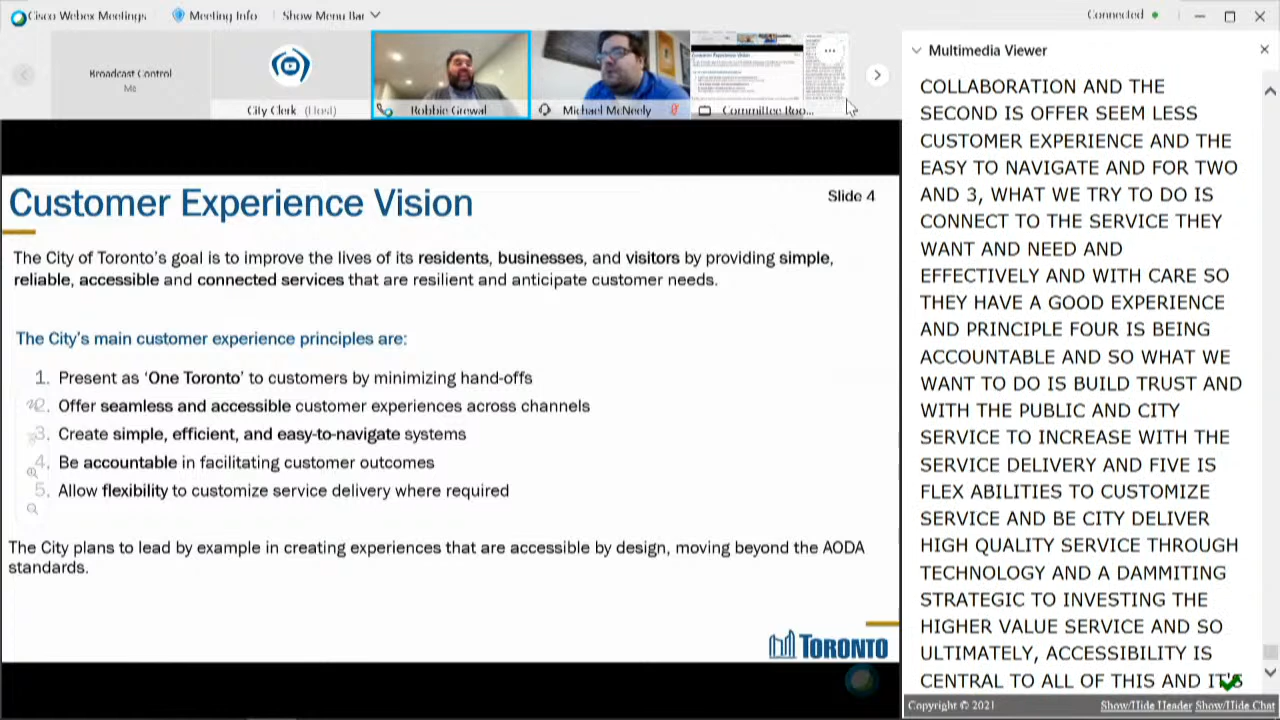 Cisco Webex Meetings
Meeting Info
Show Menu Bar
Connected
City Clerk (Host)
Robbie Grewal
Michael McNeely
Committee Roo...
Customer Experience Vision
Slide 4
The City of Toronto's goal is to improve the lives of its residents, businesses, and visitors by providing simple,
reliable, accessible and connected services that are resilient and anticipate customer needs.
The City's main customer experience principles are:
1. Present as 'One Toronto' to customers by minimizing hand-offs
2. Offer seamless and accessible customer experiences across channels
3. Create simple, efficient, and easy-to-navigate systems
4. Be accountable in facilitating customer outcomes
5. Allow flexibility to customize service delivery where required
The City plans to lead by example in creating experiences that are accessible by design, moving beyond the AODA
standards.
TORONTO
Multimedia Viewer
COLLABORATION AND THE
SECOND IS OFFER SEEM LESS
CUSTOMER EXPERIENCE AND THE
EASY TO NAVIGATE AND FOR TWO
AND 3, WHAT WE TRY TO DO IS
CONNECT TO THE SERVICE THEY
WANT AND NEED AND
EFFECTIVELY AND WITH CARE SO
THEY HAVE A GOOD EXPERIENCE
AND PRINCIPLE FOUR IS BEING
ACCOUNTABLE AND SO WHAT WE
WANT TO DO IS BUILD TRUST AND
WITH THE PUBLIC AND CITY
SERVICE TO INCREASE WITH THE
SERVICE DELIVERY AND FIVE IS
FLEX ABILITIES TO CUSTOMIZE
SERVICE AND BE CITY DELIVER
HIGH QUALITY SERVICE THROUGH
TECHNOLOGY AND A DAMMITING
STRATEGIC TO INVESTING THE
HIGHER VALUE SERVICE AND SO
ULTIMATELY, ACCESSIBILITY IS
CENTRAL TO ALL OF THIS AND IT'S
Copyright © 2021
Show/Hide Header Show/Hide Chat